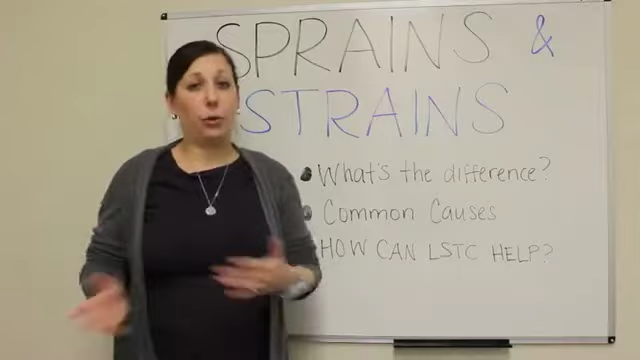 SPRAINS &
STRAINS
What's the difference?
Common Causes
HOW CAN LSTC HELP?